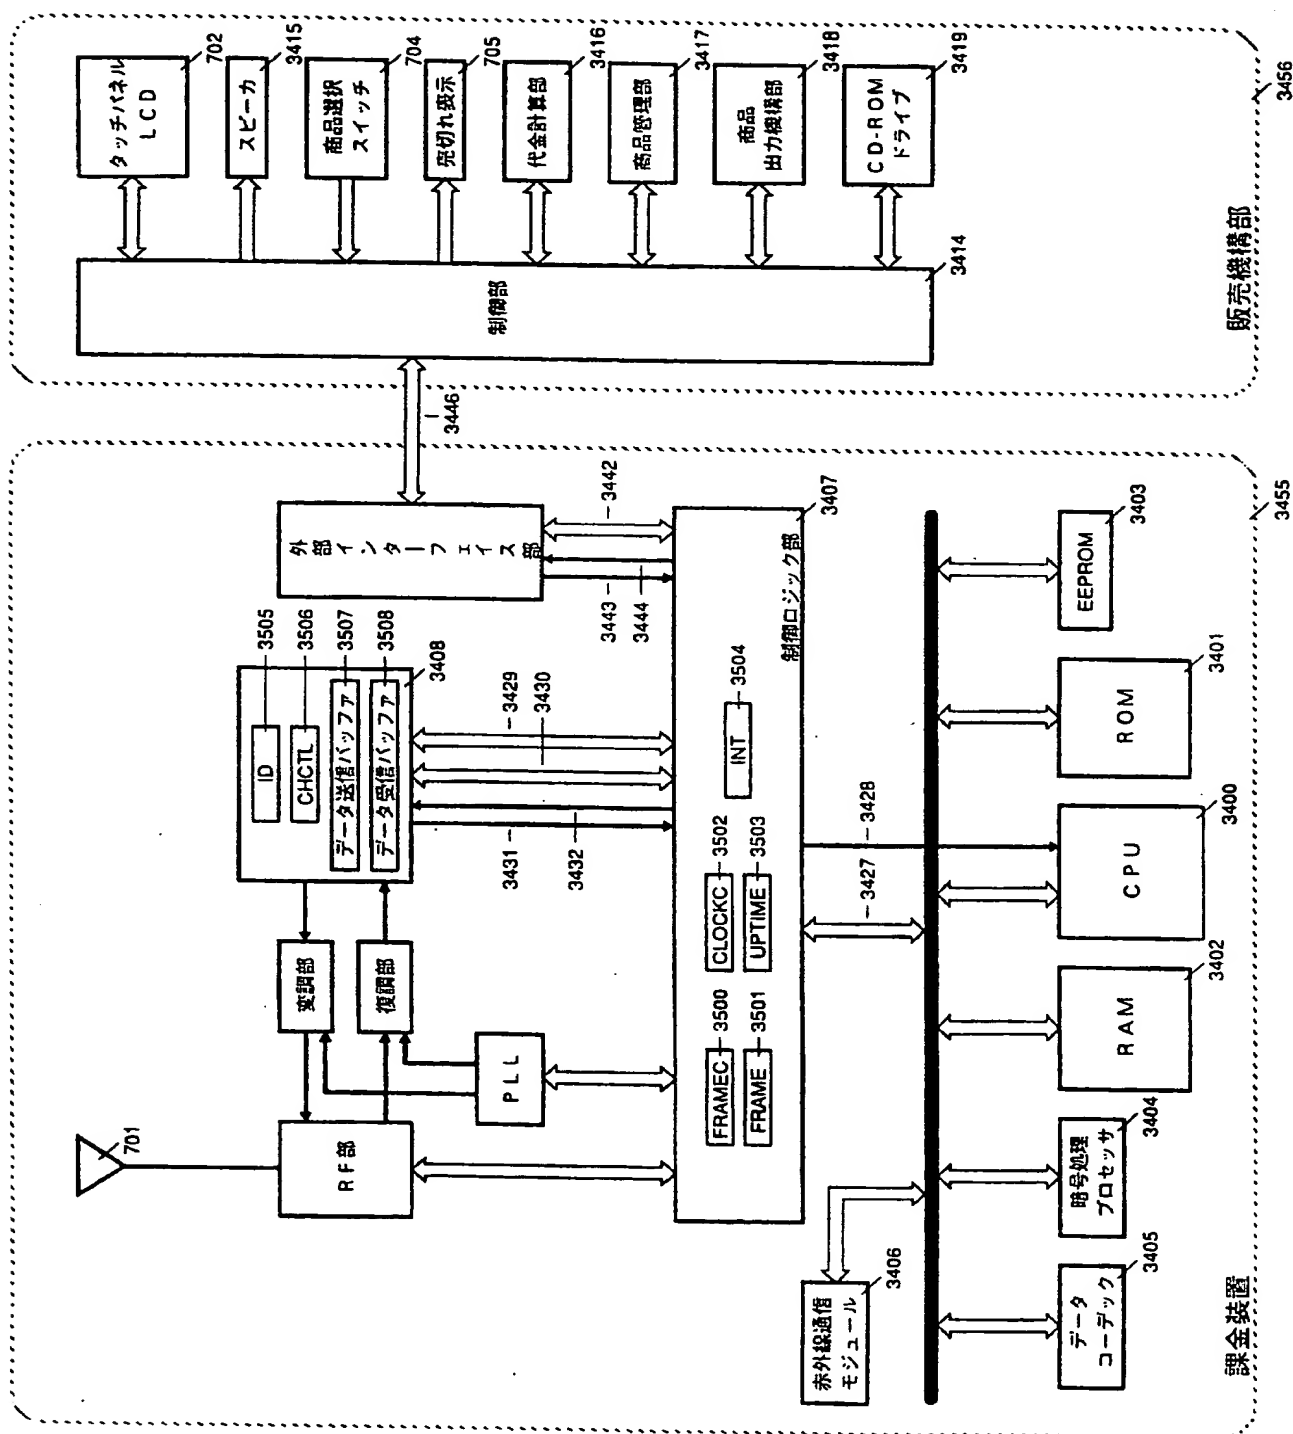 タッチパネル
LCD
702
スピーカ
3415
商品選択
スイッチ
704
売切れ表示
705
代金計算部
3416
商品管理部
3417
商品
出力機構部
3418
CD-ROM
ドライブ
3419
制御部
3414
販売機構部
3456
3446
外部インターフェイス部
3442
3443
3444
ID
3505
CHCTL
3506
データ送信バッファ
3507
データ受信バッファ
3508
3408
3429
3430
3431
3432
変調部
復調部
PLL
RF部
701
制御ロジック部
3407
FRAMEC
3500
FRAME
3501
CLOCKC
3502
UPTIME
3503
INT
3504
3427
3428
赤外線通信
モジュール
3406
データ
コーデック
3405
暗号処理
プロセッサ
3404
RAM
3402
CPU
3400
ROM
3401
EEPROM
3403
課金装置
3455